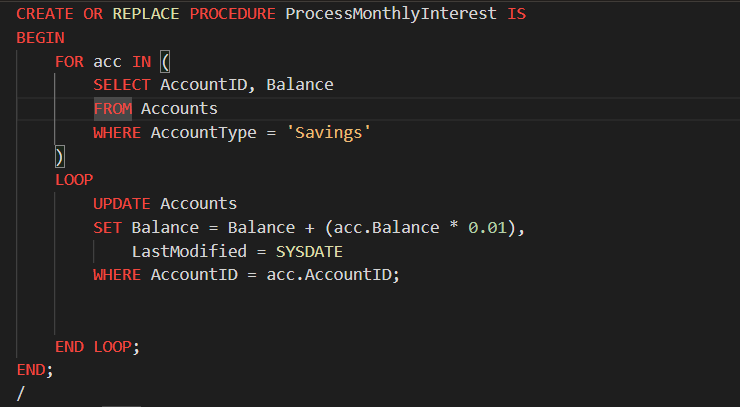 CREATE OR REPLACE PROCEDURE ProcessMonthlyInterest IS
BEGIN
    FOR acc IN (
        SELECT AccountID, Balance
        FROM Accounts
        WHERE AccountType = 'Savings'
    )
    LOOP
        UPDATE Accounts
        SET Balance = Balance + (acc.Balance * 0.01),
            LastModified = SYSDATE
        WHERE AccountID = acc.AccountID;
    END LOOP;
END;
/